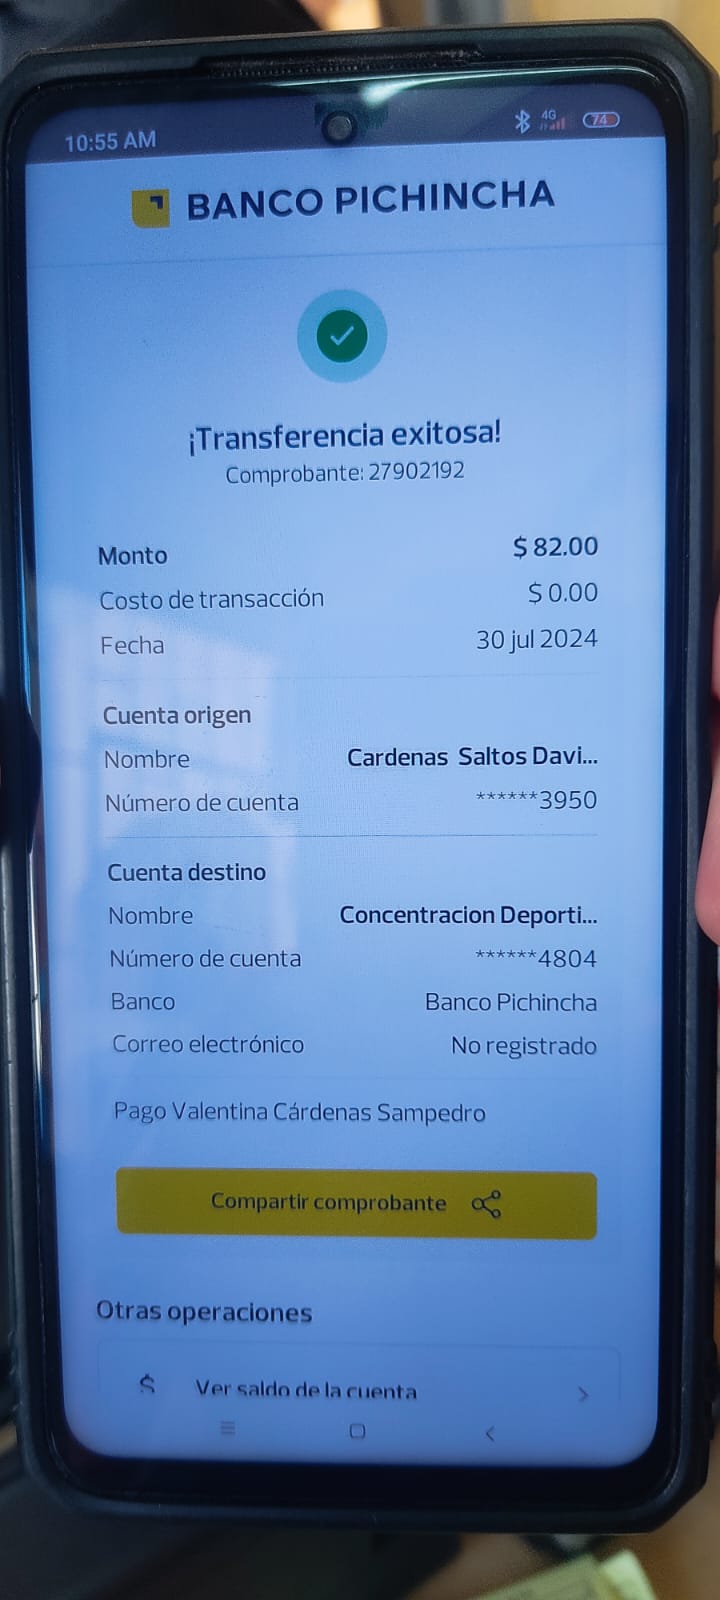 10:55 AM
4G
74
BANCO PICHINCHA
¡Transferencia exitosa!
Comprobante: 27902192
Monto $ 82.00
Costo de transacción $ 0.00
Fecha 30 jul 2024
Cuenta origen
Nombre Cardenas Saltos Davi...
Número de cuenta ******3950
Cuenta destino
Nombre Concentracion Deporti...
Número de cuenta ******4804
Banco Banco Pichincha
Correo electrónico No registrado
Pago Valentina Cárdenas Sampedro
Compartir comprobante
Otras operaciones
$ Ver saldo de la cuenta >